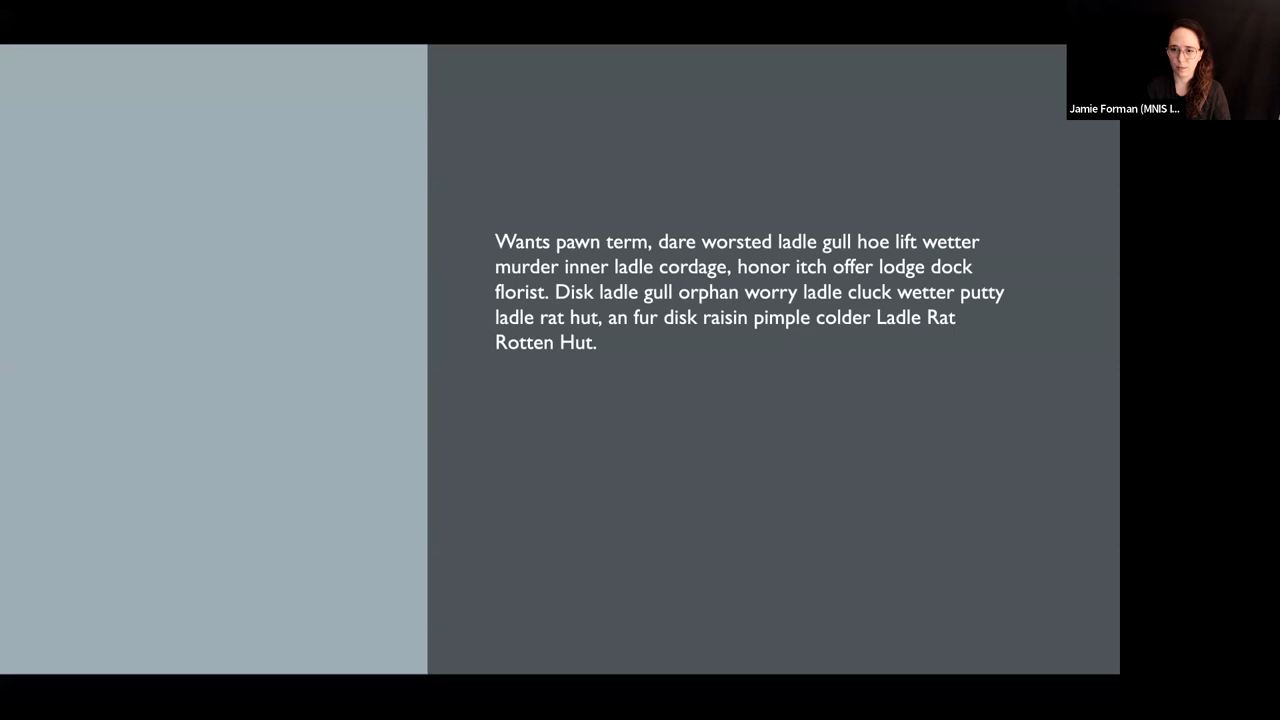 Jamie Forman (MNIS I...
Wants pawn term, dare worsted ladle gull hoe lift wetter
murder inner ladle cordage, honor itch offer lodge dock
florist. Disk ladle gull orphan worry ladle cluck wetter putty
ladle rat hut, an fur disk raisin pimple colder Ladle Rat
Rotten Hut.